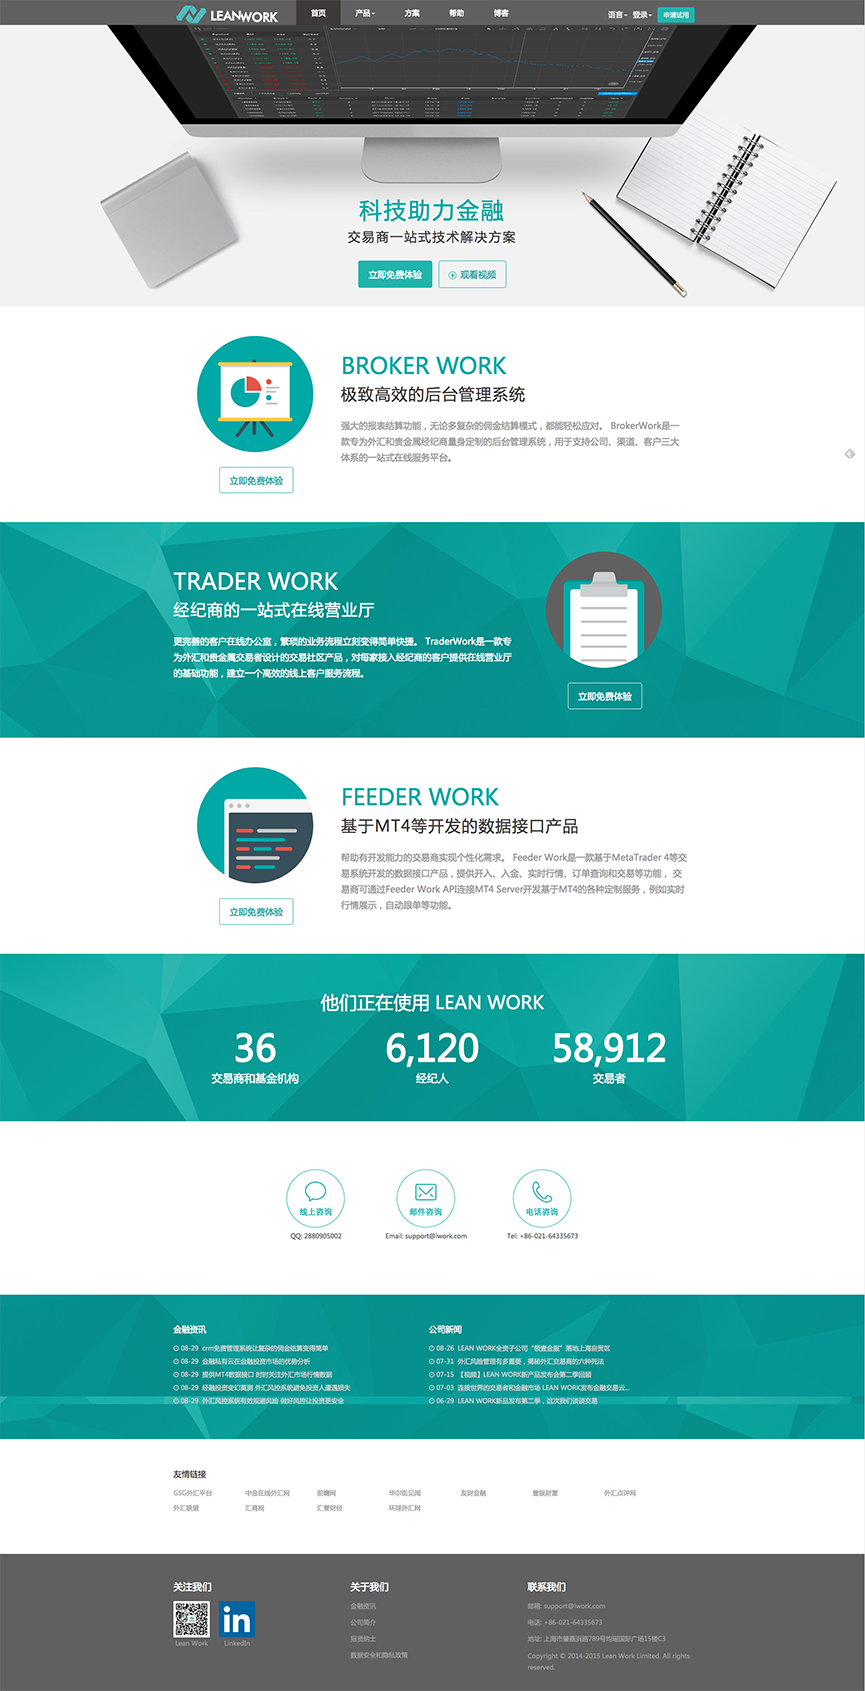 LEANWORK
首页 产品 方案 帮助 博客
语言 登录 申请试用
科技助力金融
交易商一站式技术解决方案
立即免费体验 观看视频
BROKER WORK
极致高效的后台管理系统
强大的报表结算功能，无论多复杂的佣金结算模式，都能轻松应对。 BrokerWork是一
款专为外汇和贵金属经纪商量身定制的后台管理系统，用于支持公司、渠道、客户三大
体系的一站式在线服务平台。
立即免费体验
TRADER WORK
经纪商的一站式在线营业厅
更完善的客户在线办公室，繁琐的业务流程立刻变得简单快捷。 TraderWork是一款专
为外汇和贵金属交易者设计的交易社区产品，对每家接入经纪商的客户提供在线营业厅
的基础功能，建立一个高效的线上客户服务流程。
立即免费体验
FEEDER WORK
基于MT4等开发的数据接口产品
帮助有开发能力的交易商实现个性化需求。 Feeder Work是一款基于MetaTrader 4等交
易系统开发的数据接口产品，提供开入、入金、实时行情、订单查询和交易等功能， 交
易商可通过Feeder Work API连接MT4 Server开发基于MT4的各种定制服务，例如实时
行情展示，自动跟单等功能。
立即免费体验
他们正在使用 LEAN WORK
36 6,120 58,912
交易商和基金机构 经纪人 交易者
线上咨询 邮件咨询 电话咨询
QQ: 2880905002 Email: support@lwork.com Tel: +86-021-64335673
金融资讯
08-29 crm免费管理系统让复杂的佣金结算变得简单
08-29 金融私有云在金融投资市场的优势分析
08-29 提供MT4数据接口 时时关注外汇市场行情数据
08-29 经融投资变幻莫测 外汇风控系统避免投资人遭遇损失
08-29 外汇风控系统有效规避风险 做好风控让投资更安全
公司新闻
08-26 LEAN WORK全资子公司“领壹金服”落地上海自贸区
07-31 外汇风险管理有多重要，揭秘外汇交易商的六种死法
07-15 【视频】LEAN WORK新产品发布会第二季回顾
07-03 连接世界的交易者和金融市场 LEAN WORK发布金融交易云...
06-29 LEAN WORK新品发布第二季，这次我们谈谈交易
友情链接
GSG外汇平台 中金在线外汇网 前瞻网 华尔街见闻 友财金融 壹银财富 外汇点评网
外汇联盟 汇商网 汇誉财经 环球外汇网
关注我们
Lean Work LinkedIn
关于我们
金融资讯
公司简介
招贤纳士
数据安全和隐私政策
联系我们
邮箱: support@lwork.com
电话: +86-021-64335673
地址: 上海市肇嘉浜路789号均瑶国际广场15楼C3
Copyright © 2014-2015 Lean Work Limited. All rights
reserved.